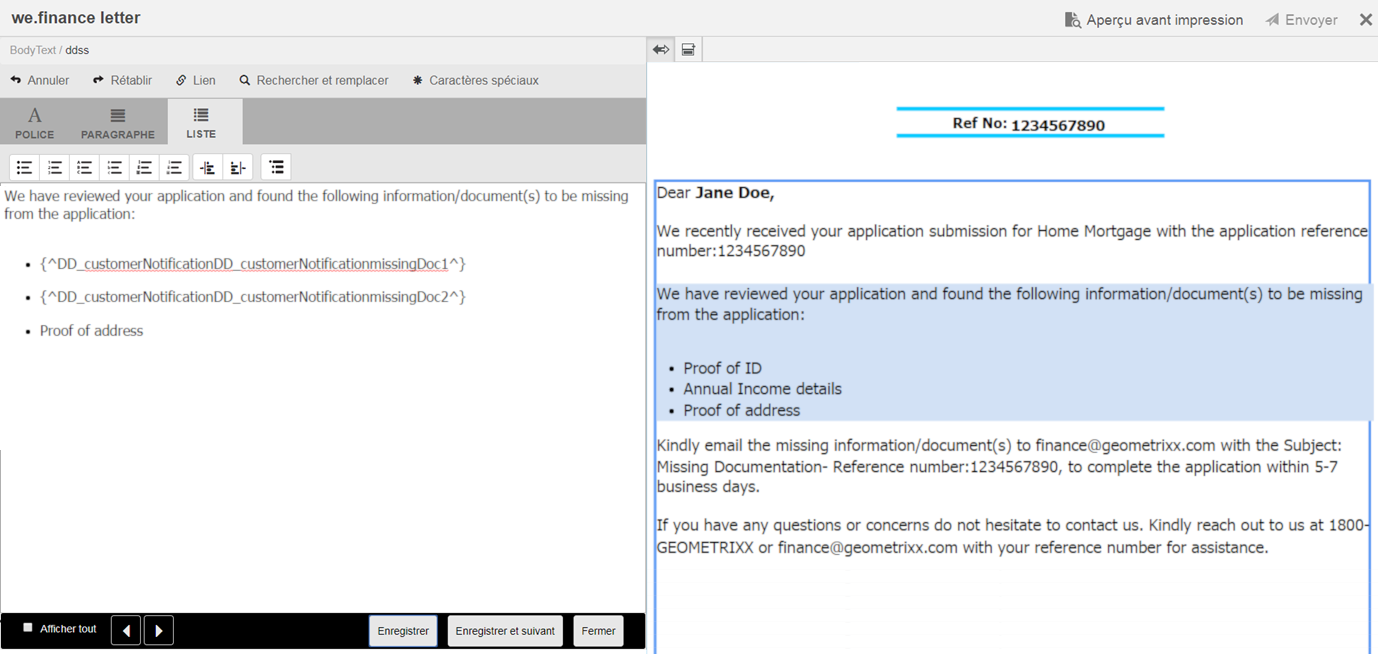 we.finance letter
Aperçu avant impression
Envoyer
BodyText / ddss
Annuler
Rétablir
Lien
Rechercher et remplacer
Caractères spéciaux
POLICE
PARAGRAPHE
LISTE
We have reviewed your application and found the following information/document(s) to be missing
from the application:
• {^DD_customerNotificationDD_customerNotificationmissingDoc1^}
• {^DD_customerNotificationDD_customerNotificationmissingDoc2^}
• Proof of address
Afficher tout
Enregistrer
Enregistrer et suivant
Fermer
Ref No: 1234567890
Dear Jane Doe,
We recently received your application submission for Home Mortgage with the application reference
number:1234567890
We have reviewed your application and found the following information/document(s) to be missing
from the application:
• Proof of ID
• Annual Income details
• Proof of address
Kindly email the missing information/document(s) to finance@geometrixx.com with the Subject:
Missing Documentation- Reference number:1234567890, to complete the application within 5-7
business days.
If you have any questions or concerns do not hesitate to contact us. Kindly reach out to us at 1800-
GEOMETRIXX or finance@geometrixx.com with your reference number for assistance.